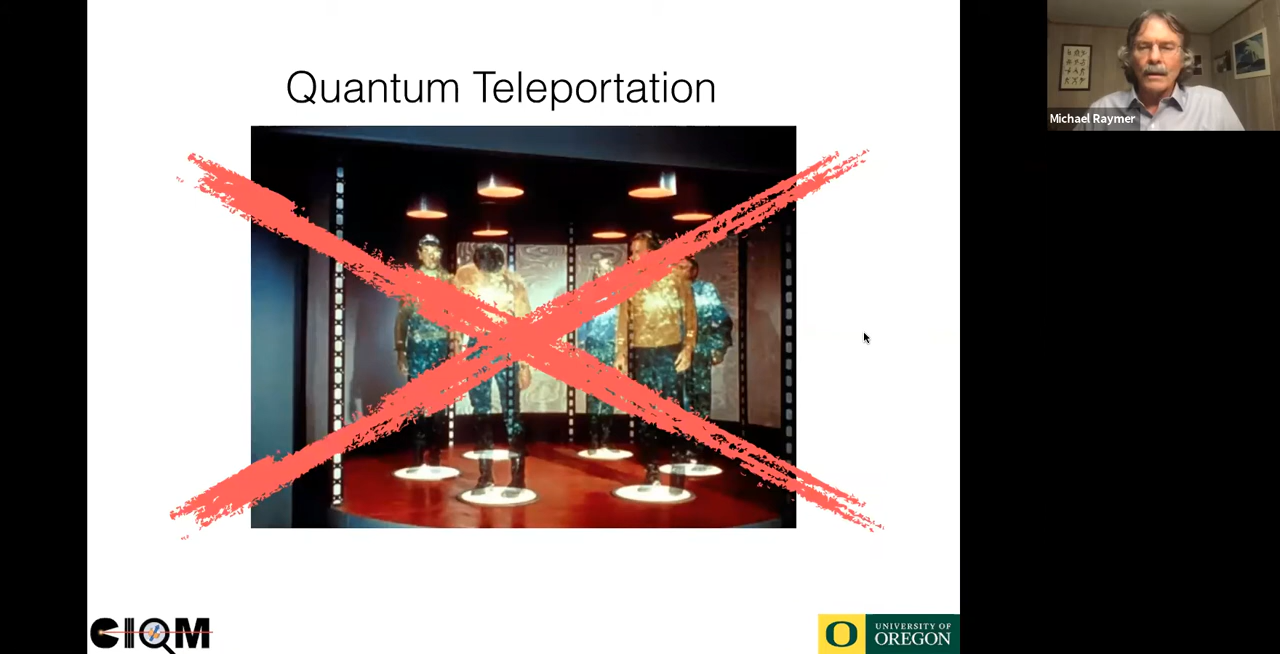 Quantum Teleportation
Michael Raymer
CIQM
O
UNIVERSITY OF
OREGON